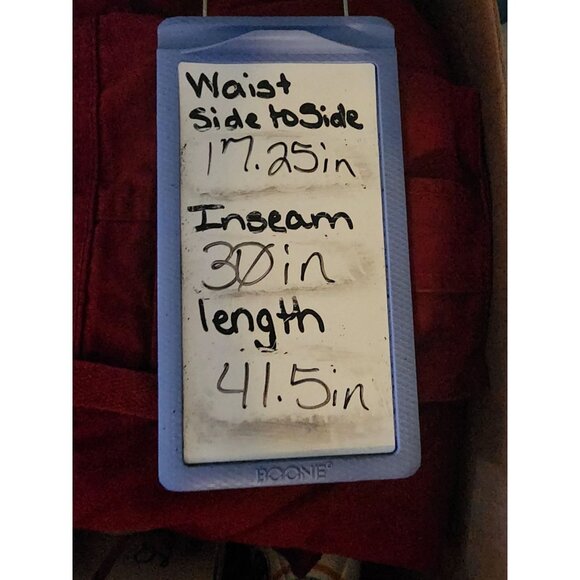 Waist
Side to Side
17.25in
Inseam
30in
length
41.5in
BOONE®